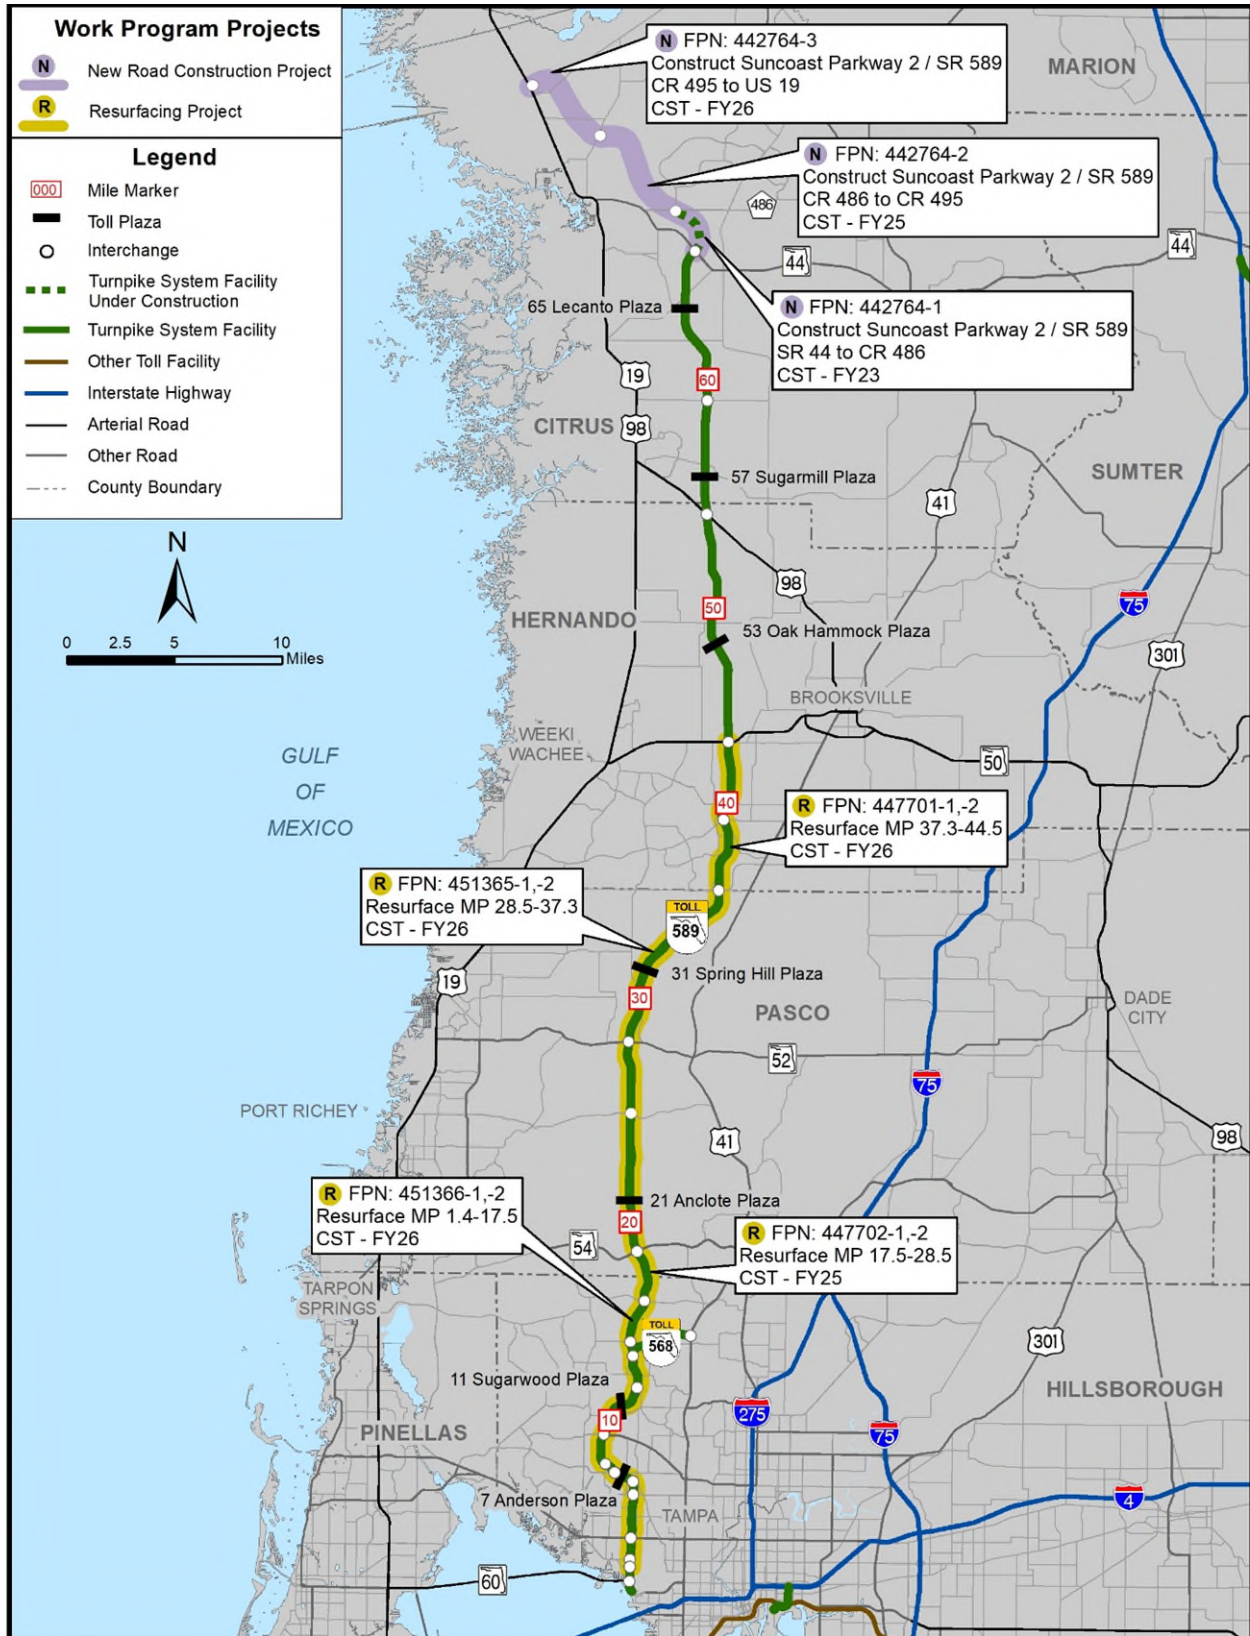 Work Program Projects
N New Road Construction Project
R Resurfacing Project
Legend
000 Mile Marker
Toll Plaza
Interchange
Turnpike System Facility
Under Construction
Turnpike System Facility
Other Toll Facility
Interstate Highway
Arterial Road
Other Road
County Boundary
N
0 2.5 5 10
Miles
N FPN: 442764-3
Construct Suncoast Parkway 2 / SR 589
CR 495 to US 19
CST - FY26
MARION
N FPN: 442764-2
Construct Suncoast Parkway 2 / SR 589
CR 486 to CR 495
CST - FY25
486
44
44
N FPN: 442764-1
Construct Suncoast Parkway 2 / SR 589
SR 44 to CR 486
CST - FY23
65 Lecanto Plaza
19
60
CITRUS
98
57 Sugarmill Plaza
SUMTER
41
98
75
HERNANDO
50
53 Oak Hammock Plaza
301
BROOKSVILLE
WEEKI
WACHEE
50
GULF
OF
MEXICO
40
R FPN: 447701-1,-2
Resurface MP 37.3-44.5
CST - FY26
R FPN: 451365-1,-2
Resurface MP 28.5-37.3
CST - FY26
TOLL
589
19
31 Spring Hill Plaza
30
PASCO
DADE
CITY
52
75
PORT RICHEY
41
98
R FPN: 451366-1,-2
Resurface MP 1.4-17.5
CST - FY26
21 Anclote Plaza
20
54
R FPN: 447702-1,-2
Resurface MP 17.5-28.5
CST - FY25
TARPON
SPRINGS
TOLL
568
301
11 Sugarwood Plaza
HILLSBOROUGH
10
275
75
PINELLAS
7 Anderson Plaza
TAMPA
4
60